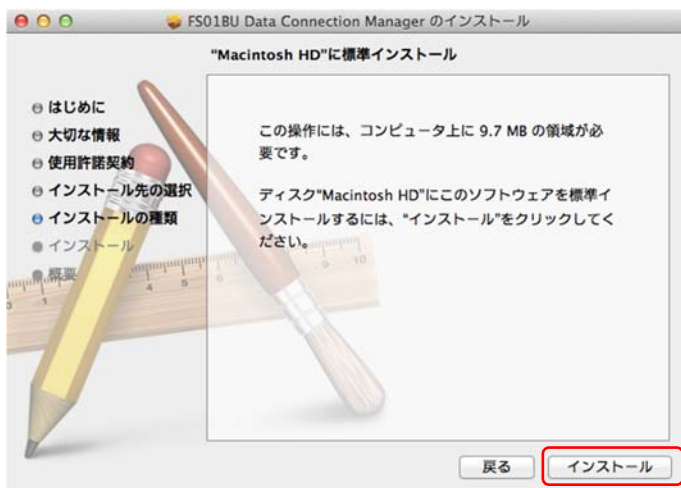 FS01BU Data Connection Manager のインストール
"Macintosh HD"に標準インストール
はじめに
大切な情報
使用許諾契約
インストール先の選択
インストールの種類
インストール
概要
この操作には、コンピュータ上に 9.7 MB の領域が必
要です。
ディスク"Macintosh HD"にこのソフトウェアを標準イ
ンストールするには、"インストール"をクリックしてく
ださい。
戻る
インストール